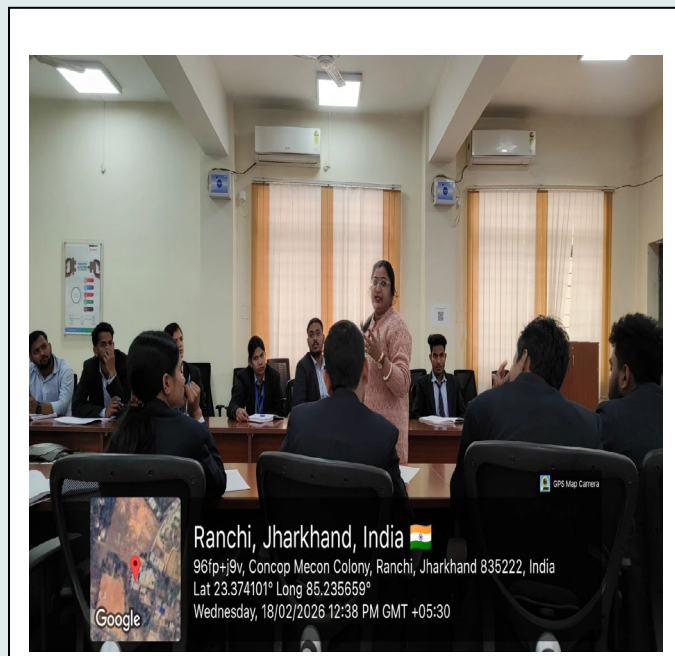 GPS Map Camera
Ranchi, Jharkhand, India
96fp+j9v, Concop Mecon Colony, Ranchi, Jharkhand 835222, India
Lat 23.374101° Long 85.235659°
Wednesday, 18/02/2026 12:38 PM GMT +05:30
Google